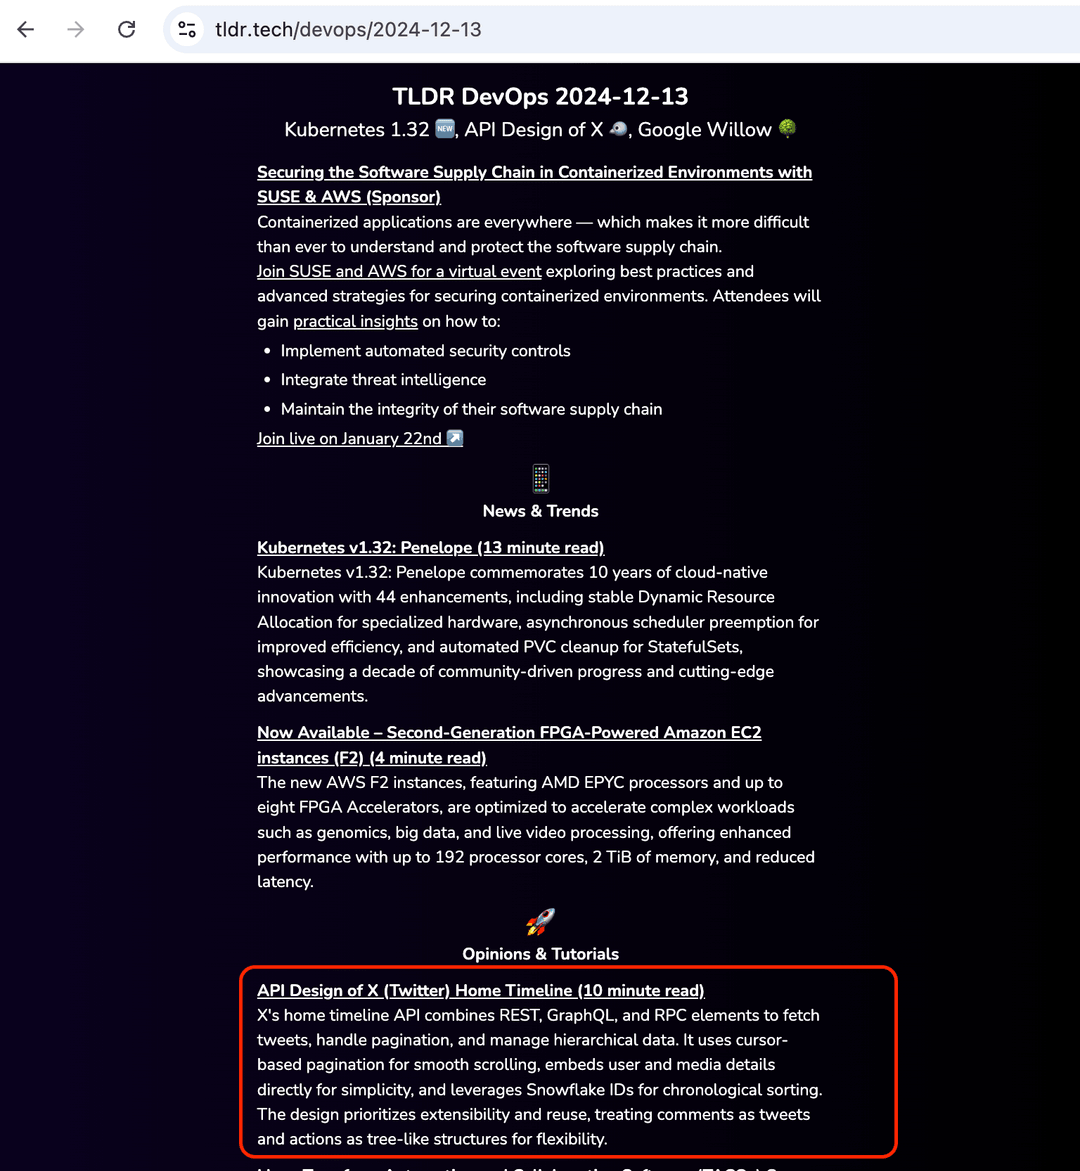 tldr.tech/devops/2024-12-13
TLDR DevOps 2024-12-13
Kubernetes 1.32 🆕, API Design of X 🐦, Google Willow 🌳
Securing the Software Supply Chain in Containerized Environments with
SUSE & AWS (Sponsor)
Containerized applications are everywhere — which makes it more difficult
than ever to understand and protect the software supply chain.
Join SUSE and AWS for a virtual event exploring best practices and
advanced strategies for securing containerized environments. Attendees will
gain practical insights on how to:
• Implement automated security controls
• Integrate threat intelligence
• Maintain the integrity of their software supply chain
Join live on January 22nd ↗️
📱
News & Trends
Kubernetes v1.32: Penelope (13 minute read)
Kubernetes v1.32: Penelope commemorates 10 years of cloud-native
innovation with 44 enhancements, including stable Dynamic Resource
Allocation for specialized hardware, asynchronous scheduler preemption for
improved efficiency, and automated PVC cleanup for StatefulSets,
showcasing a decade of community-driven progress and cutting-edge
advancements.
Now Available – Second-Generation FPGA-Powered Amazon EC2
instances (F2) (4 minute read)
The new AWS F2 instances, featuring AMD EPYC processors and up to
eight FPGA Accelerators, are optimized to accelerate complex workloads
such as genomics, big data, and live video processing, offering enhanced
performance with up to 192 processor cores, 2 TiB of memory, and reduced
latency.
🚀
Opinions & Tutorials
API Design of X (Twitter) Home Timeline (10 minute read)
X's home timeline API combines REST, GraphQL, and RPC elements to fetch
tweets, handle pagination, and manage hierarchical data. It uses cursor-
based pagination for smooth scrolling, embeds user and media details
directly for simplicity, and leverages Snowflake IDs for chronological sorting.
The design prioritizes extensibility and reuse, treating comments as tweets
and actions as tree-like structures for flexibility.